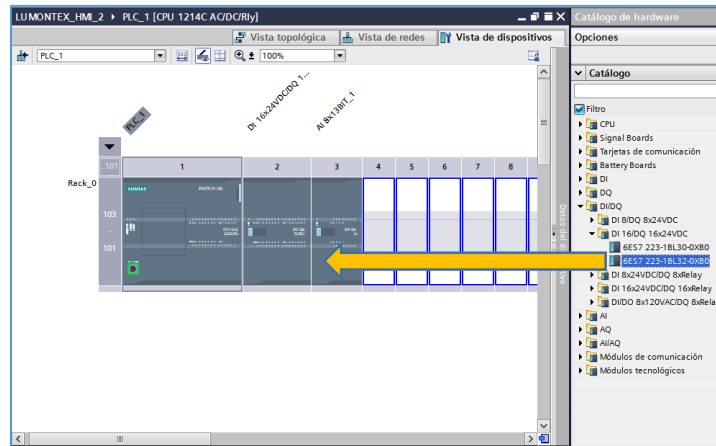 LUMONTEX_HMI_2 ▸ PLC_1 [CPU 1214C AC/DC/Rly]
Catálogo de hardware
Vista topológica
Vista de redes
Vista de dispositivos
Opciones
PLC_1
100%
Catálogo
PLC_1
DI 16x24VDC/DQ 1...
AI 8x13BIT_1
Filtro
CPU
Signal Boards
Tarjetas de comunicación
Battery Boards
DI
DQ
DI/DQ
DI 8/DQ 8x24VDC
DI 16/DQ 16x24VDC
6ES7 223-1BL30-0XB0
6ES7 223-1BL32-0XB0
DI 8x24VDC/DQ 8xRelay
DI 16x24VDC/DQ 16xRelay
DI/DO 8x120VAC/DQ 8xRela
AI
AQ
AI/AQ
Módulos de comunicación
Módulos tecnológicos
..101 1 2 3 4 5 6 7 8
Rack_0
SIEMENS
103
-
101
Datos del di